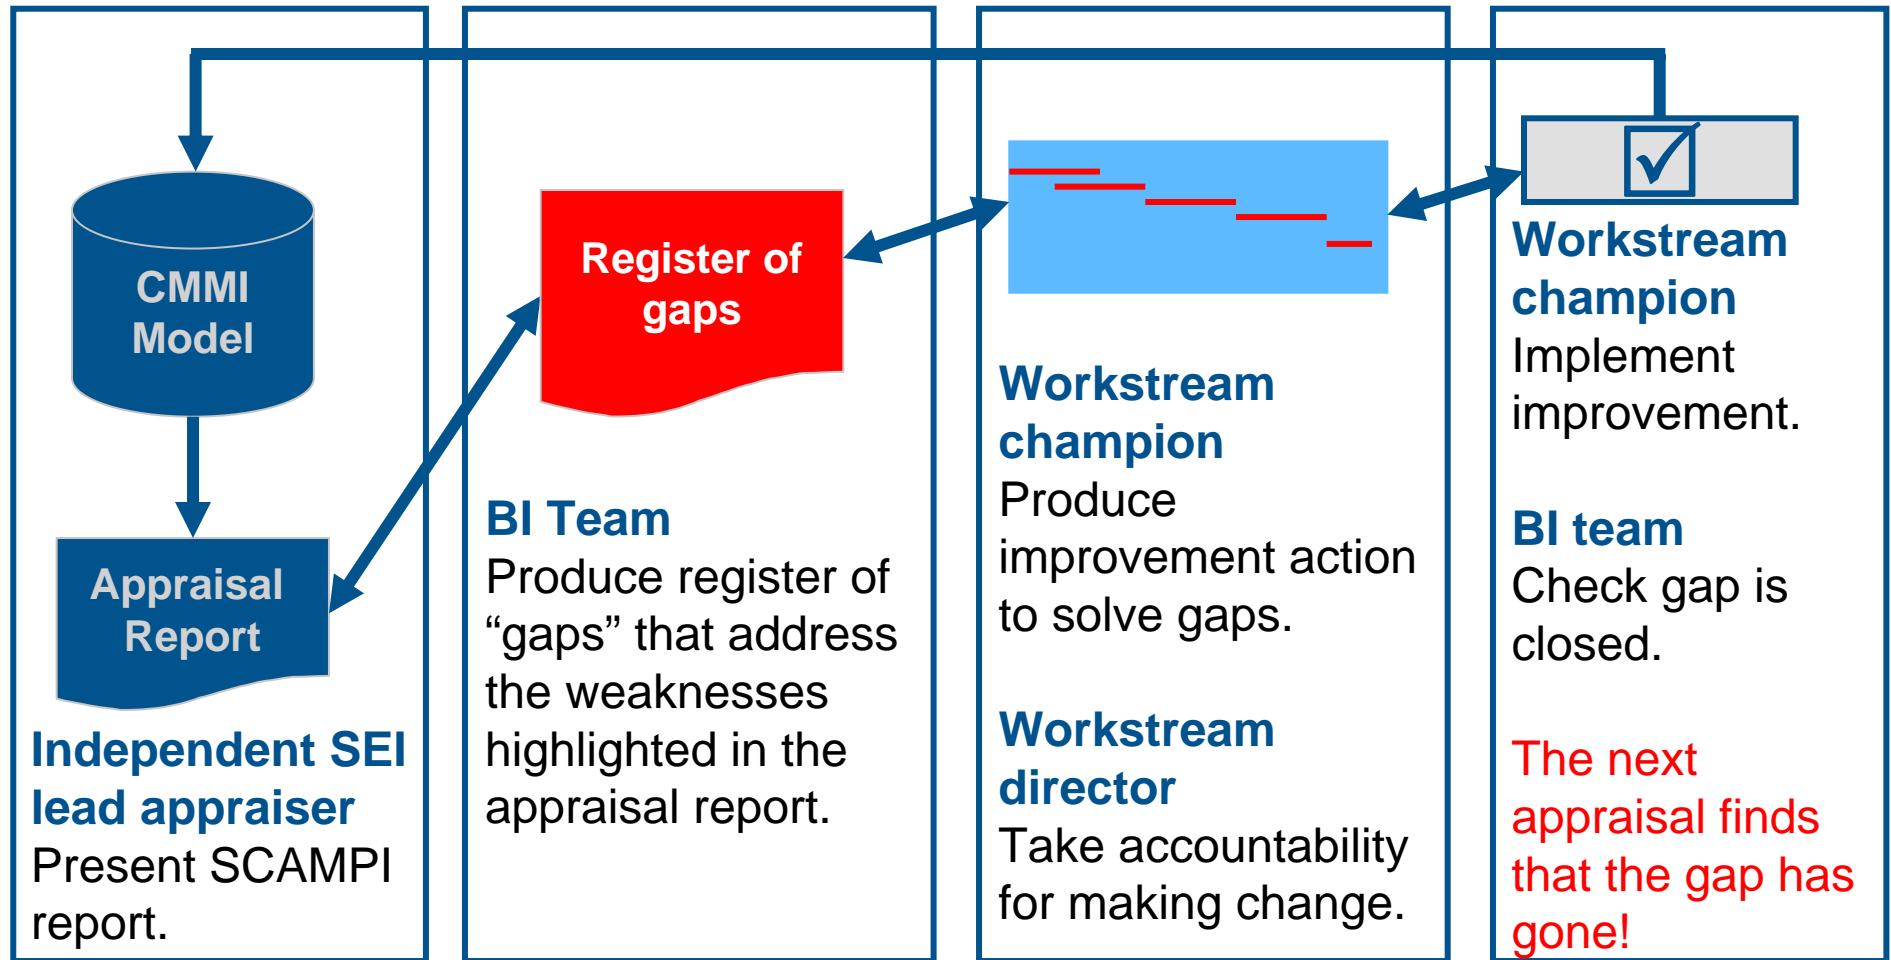 CMMI
Model
Appraisal
Report
Independent SEI
lead appraiser
Present SCAMPI
report.
Register of
gaps
BI Team
Produce register of
“gaps” that address
the weaknesses
highlighted in the
appraisal report.
Workstream
champion
Produce
improvement action
to solve gaps.
Workstream
director
Take accountability
for making change.
Workstream
champion
Implement
improvement.
BI team
Check gap is
closed.
The next
appraisal finds
that the gap has
gone!